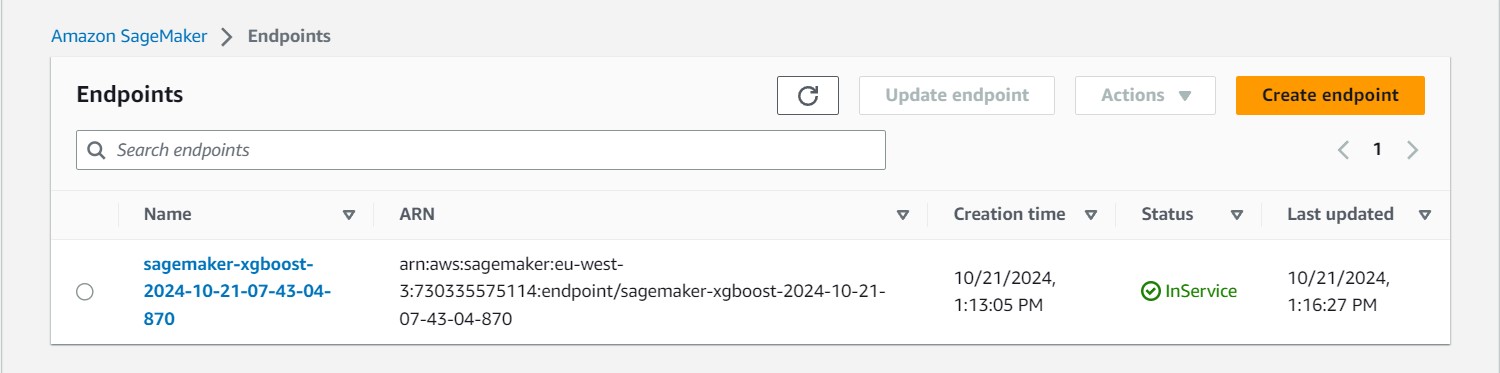 Amazon SageMaker > Endpoints
Endpoints
Update endpoint Actions Create endpoint
Search endpoints
1
Name ARN Creation time Status Last updated
sagemaker-xgboost-
2024-10-21-07-43-04-
870
arn:aws:sagemaker:eu-west-
3:730335575114:endpoint/sagemaker-xgboost-2024-10-21-
07-43-04-870
10/21/2024,
1:13:05 PM
InService
10/21/2024,
1:16:27 PM